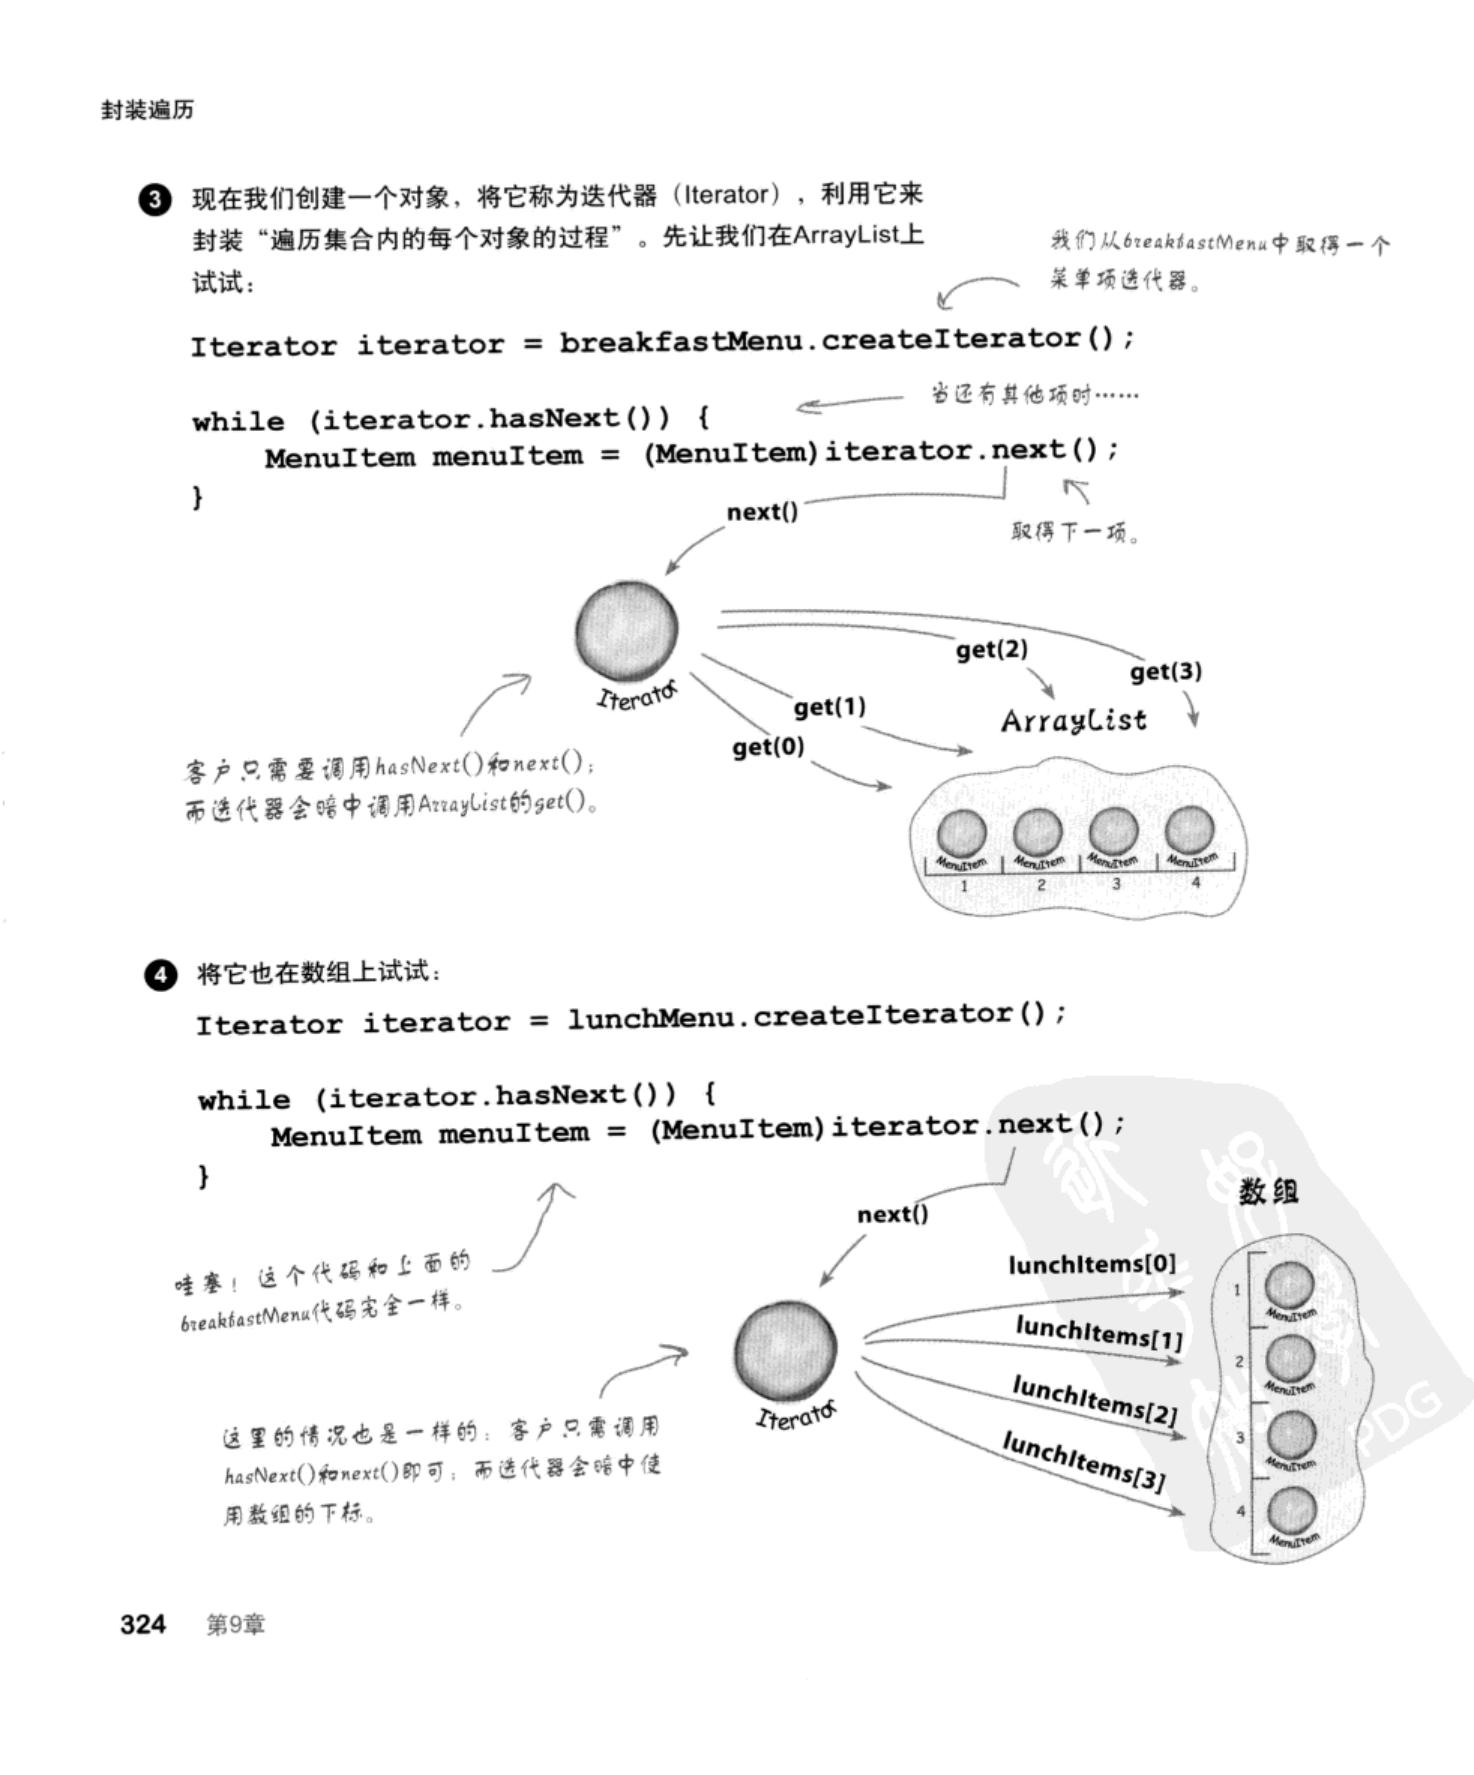 封装遍历
3 现在我们创建一个对象，将它称为迭代器（Iterator），利用它来
封装“遍历集合内的每个对象的过程”。先让我们在ArrayList上
试试：
我们从breakfastMenu中取得一个
菜单项迭代器。
Iterator iterator = breakfastMenu.createIterator();
当还有其他项时……
while (iterator.hasNext()) {
MenuItem menuItem = (MenuItem)iterator.next();
}
next()
取得下一项。
Iterator
get(2)
get(3)
get(1)
get(0)
ArrayList
客户只需要调用hasNext()和next()；
而迭代器会暗中调用ArrayList的get()。
MenuItem MenuItem MenuItem MenuItem
1 2 3 4
4 将它也在数组上试试：
Iterator iterator = lunchMenu.createIterator();
while (iterator.hasNext()) {
MenuItem menuItem = (MenuItem)iterator.next();
}
next()
数组
哇塞！这个代码和上面的
breakfastMenu代码完全一样。
lunchItems[0]
lunchItems[1]
lunchItems[2]
lunchItems[3]
Iterator
1 MenuItem
2 MenuItem
3 MenuItem
4 MenuItem
这里的情况也是一样的：客户只需调用
hasNext()和next()即可；而迭代器会暗中使
用数组的下标。
PDG
324 第9章